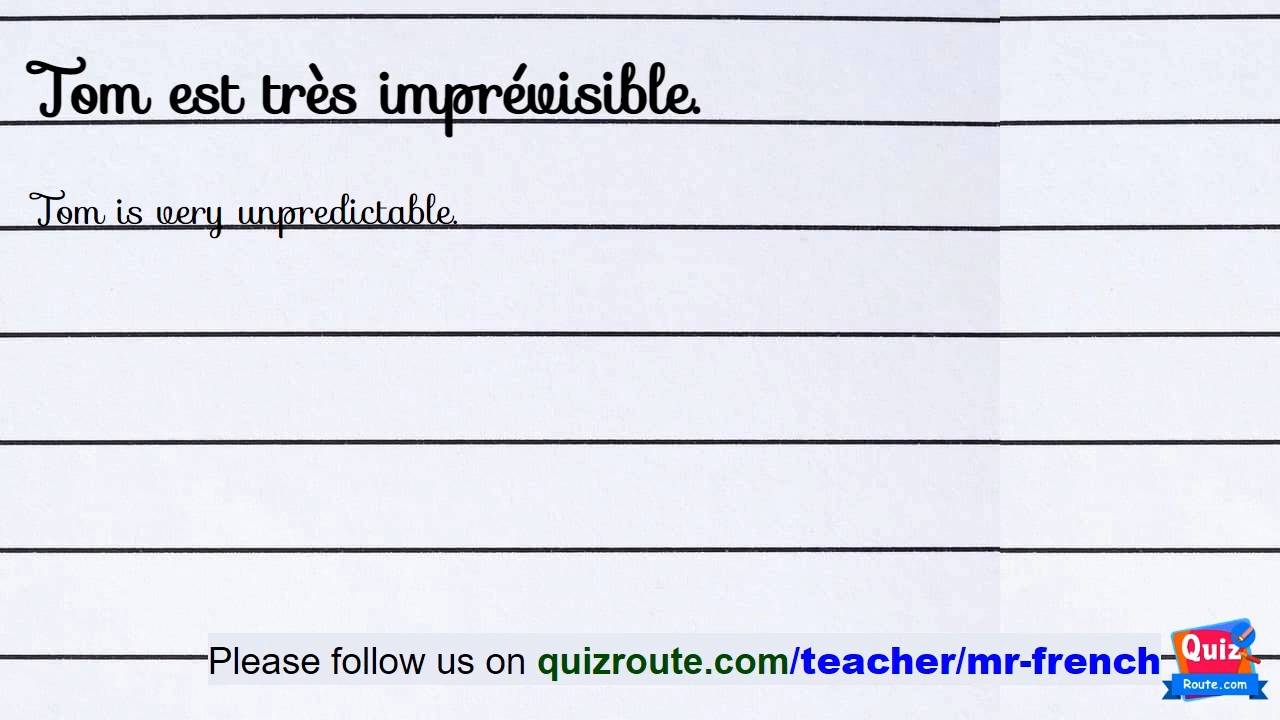 Tom est très imprévisible.
Tom is very unpredictable.
Please follow us on quizroute.com/teacher/mr-french
Quiz
Route.com